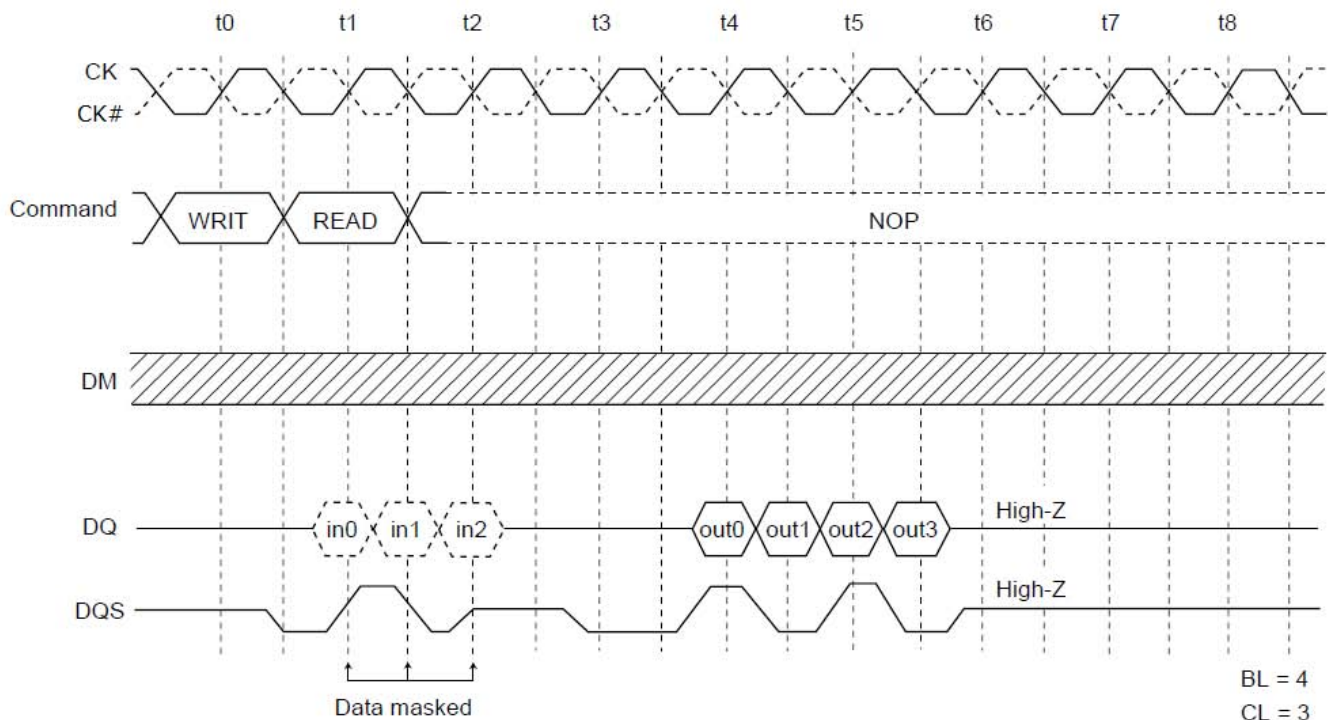 t0 t1 t2 t3 t4 t5 t6 t7 t8
CK
CK#
Command WRIT READ NOP
DM
DQ in0 in1 in2 out0 out1 out2 out3 High-Z
DQS High-Z
Data masked
BL = 4
CL = 3